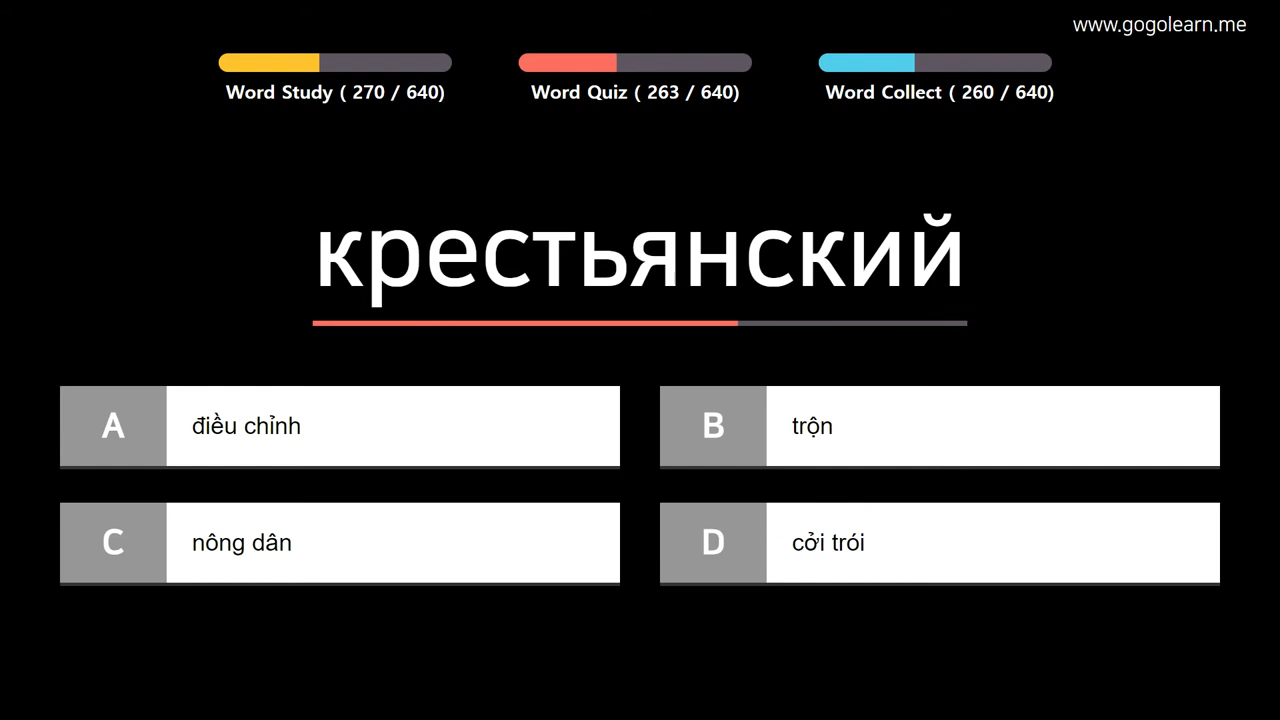 www.gogolearn.me
Word Study ( 270 / 640)
Word Quiz ( 263 / 640)
Word Collect ( 260 / 640)
крестьянский
A điều chỉnh
B trộn
C nông dân
D cởi trói